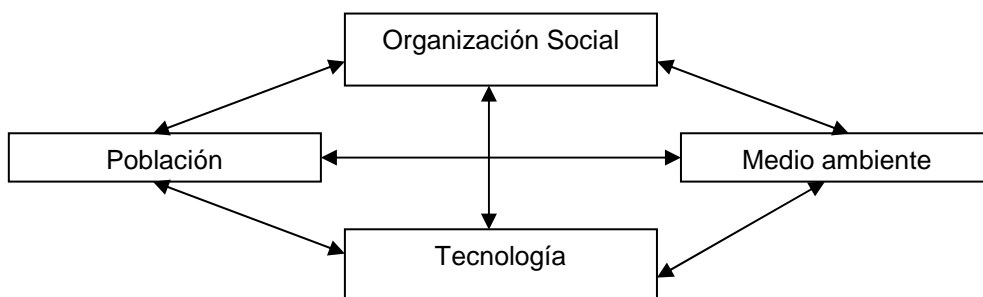 Organización Social
Población
Medio ambiente
Tecnología